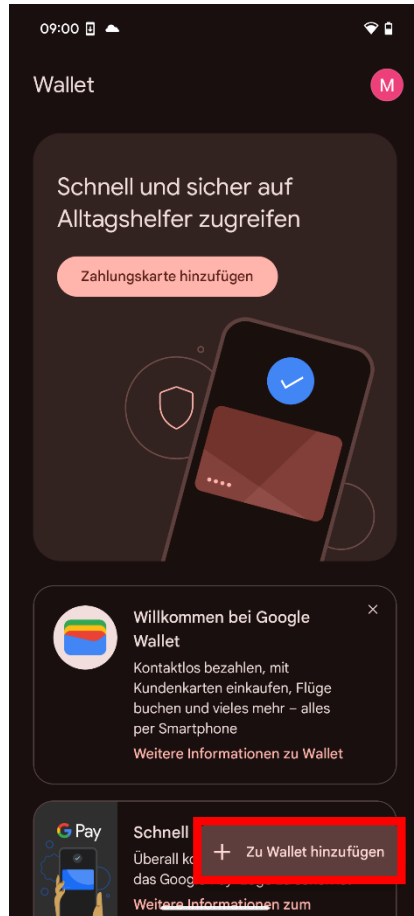 09:00
Wallet
M
Schnell und sicher auf
Alltagshelfer zugreifen
Zahlungskarte hinzufügen
Willkommen bei Google
Wallet
Kontaktlos bezahlen, mit
Kundenkarten einkaufen, Flüge
buchen und vieles mehr – alles
per Smartphone
Weitere Informationen zu Wallet
G Pay
Schnell
Überall
das
Weitere Informationen zum
+ Zu Wallet hinzufügen